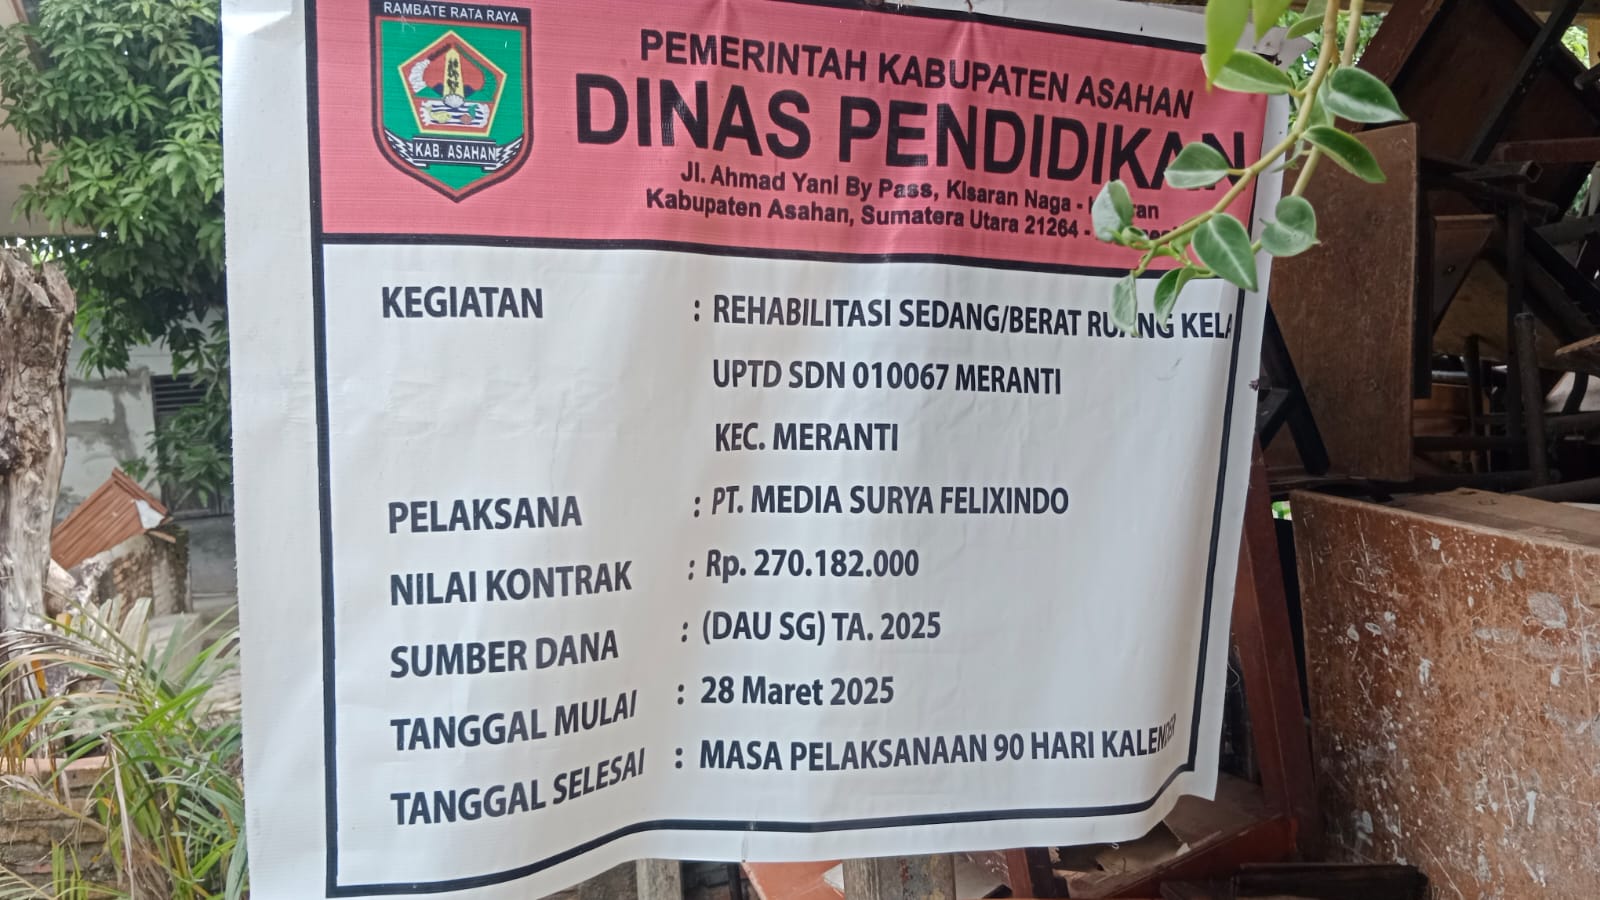 RAMBATE RATA RAYA
KAB. ASAHAN
PEMERINTAH KABUPATEN ASAHAN
DINAS PENDIDIKAN
Jl. Ahmad Yani By Pass, Kisaran Naga -
Kabupaten Asahan, Sumatera Utara 21264 -
KEGIATAN : REHABILITASI SEDANG/BERAT RUANG KELA
UPTD SDN 010067 MERANTI
KEC. MERANTI
PELAKSANA : PT. MEDIA SURYA FELIXINDO
NILAI KONTRAK : Rp. 270.182.000
SUMBER DANA : (DAU SG) TA. 2025
TANGGAL MULAI : 28 Maret 2025
TANGGAL SELESAI : MASA PELAKSANAAN 90 HARI KALENDER